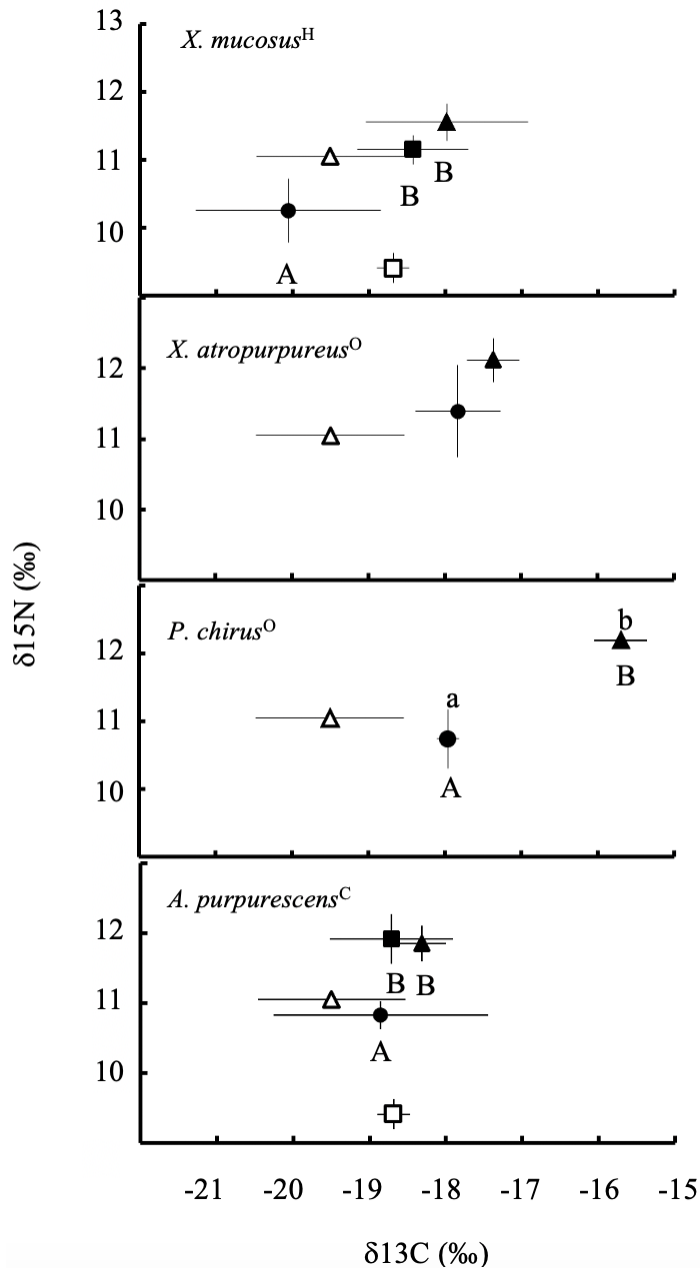 13
X. mucosusᴴ
12
11
B
B
10
A
X. atropurpureusᴼ
12
11
10
δ15N (‰)
P. chirusᴼ
b
12
B
a
11
10
A
A. purpurescensᶜ
12
B B
11
A
10
-21 -20 -19 -18 -17 -16 -15
δ13C (‰)